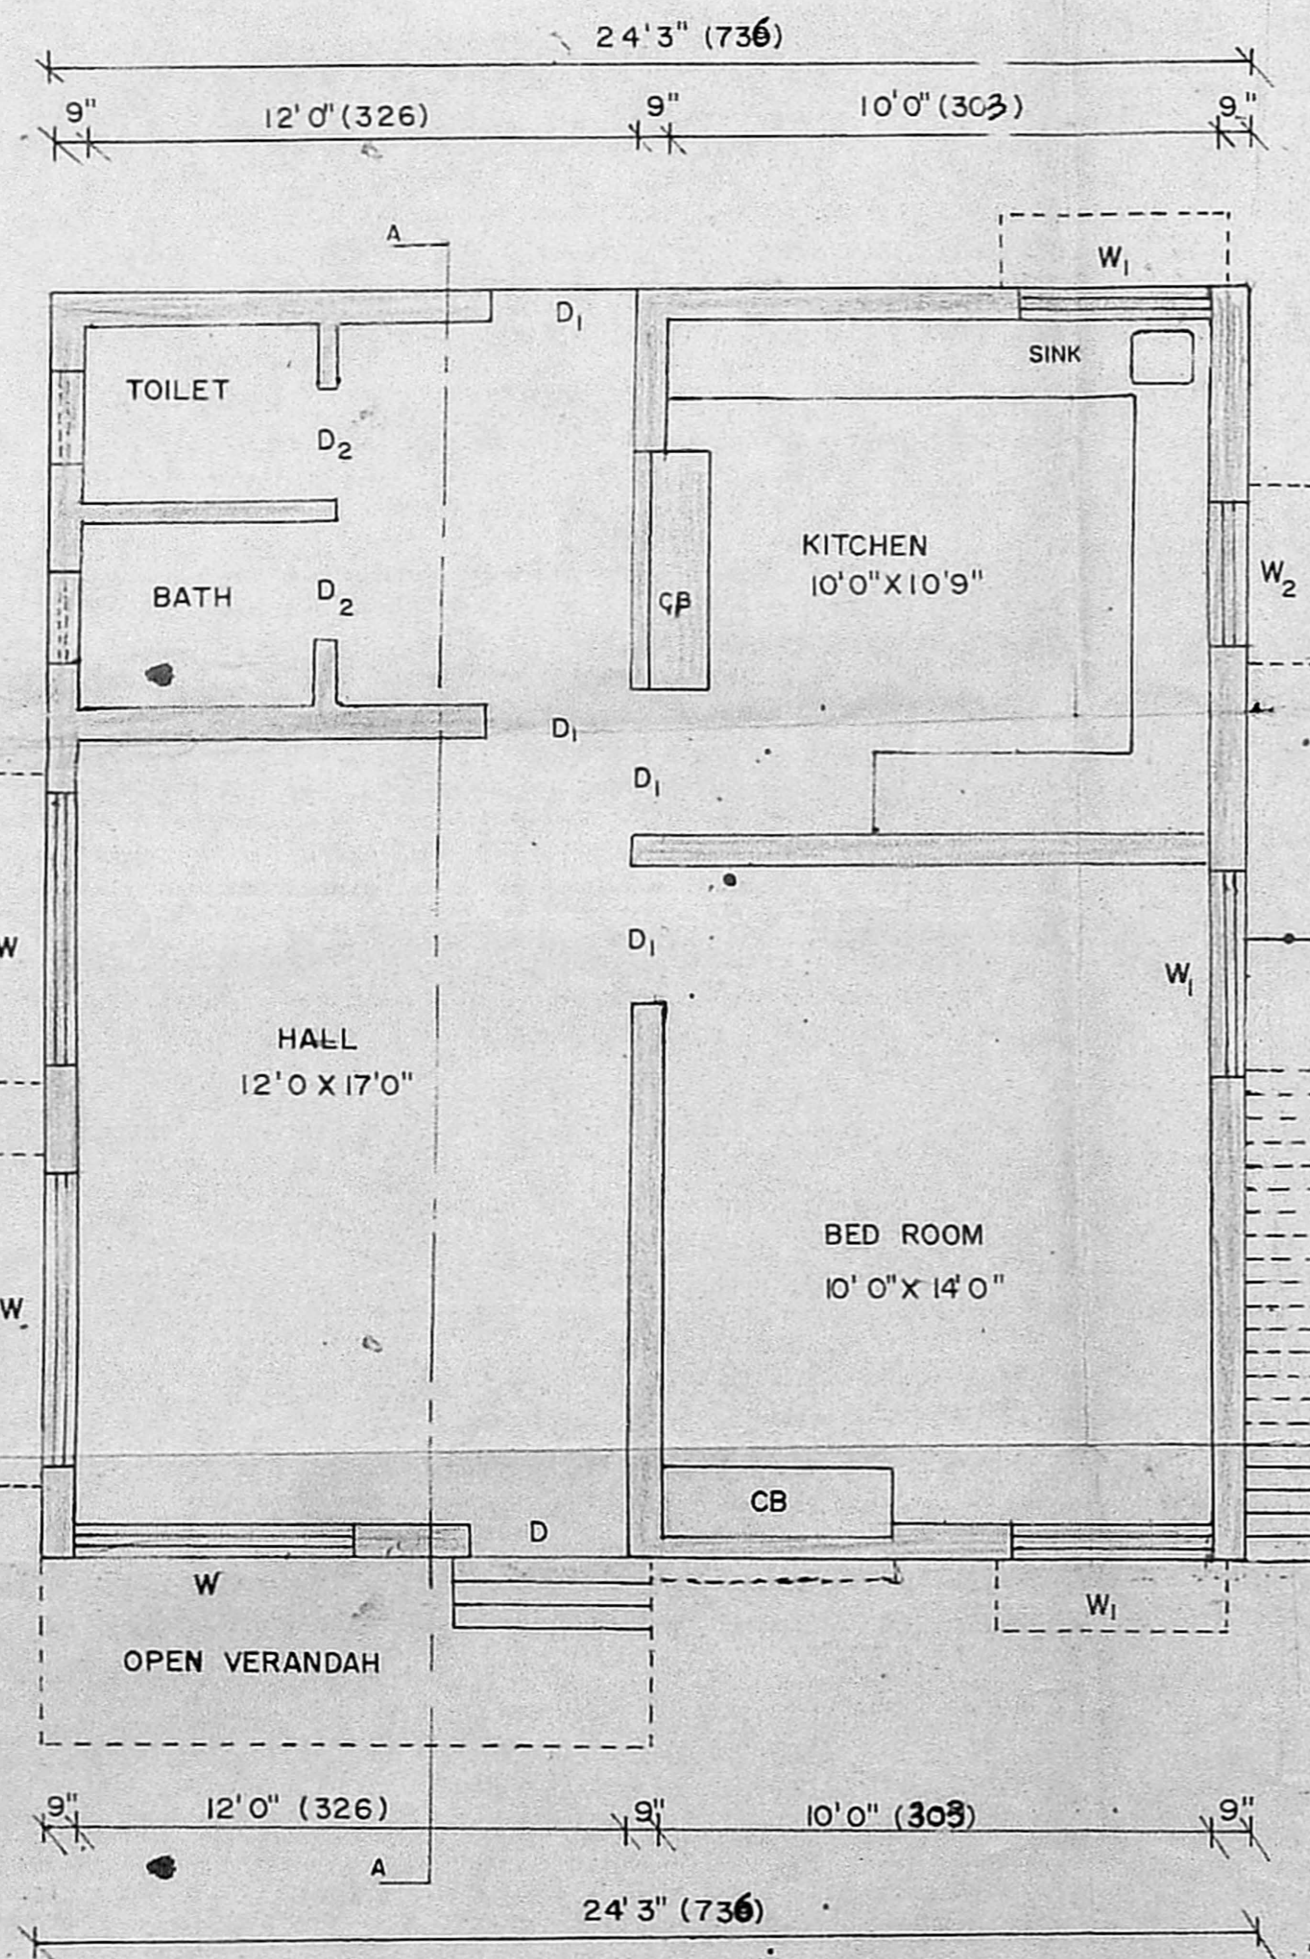 24'3" (736)
9" 12'0" (326) 9" 10'0" (303) 9"
A
W1
D1
SINK
TOILET
D2
KITCHEN
10'0" X 10'9"
W2
BATH D2 CB
D1
D1
D1
W
W1
HALL
12'0 X 17'0"
BED ROOM
10'0" X 14'0"
W
CB
D
W
W1
OPEN VERANDAH
9" 12'0" (326) 9" 10'0" (303) 9"
A
24'3" (736)